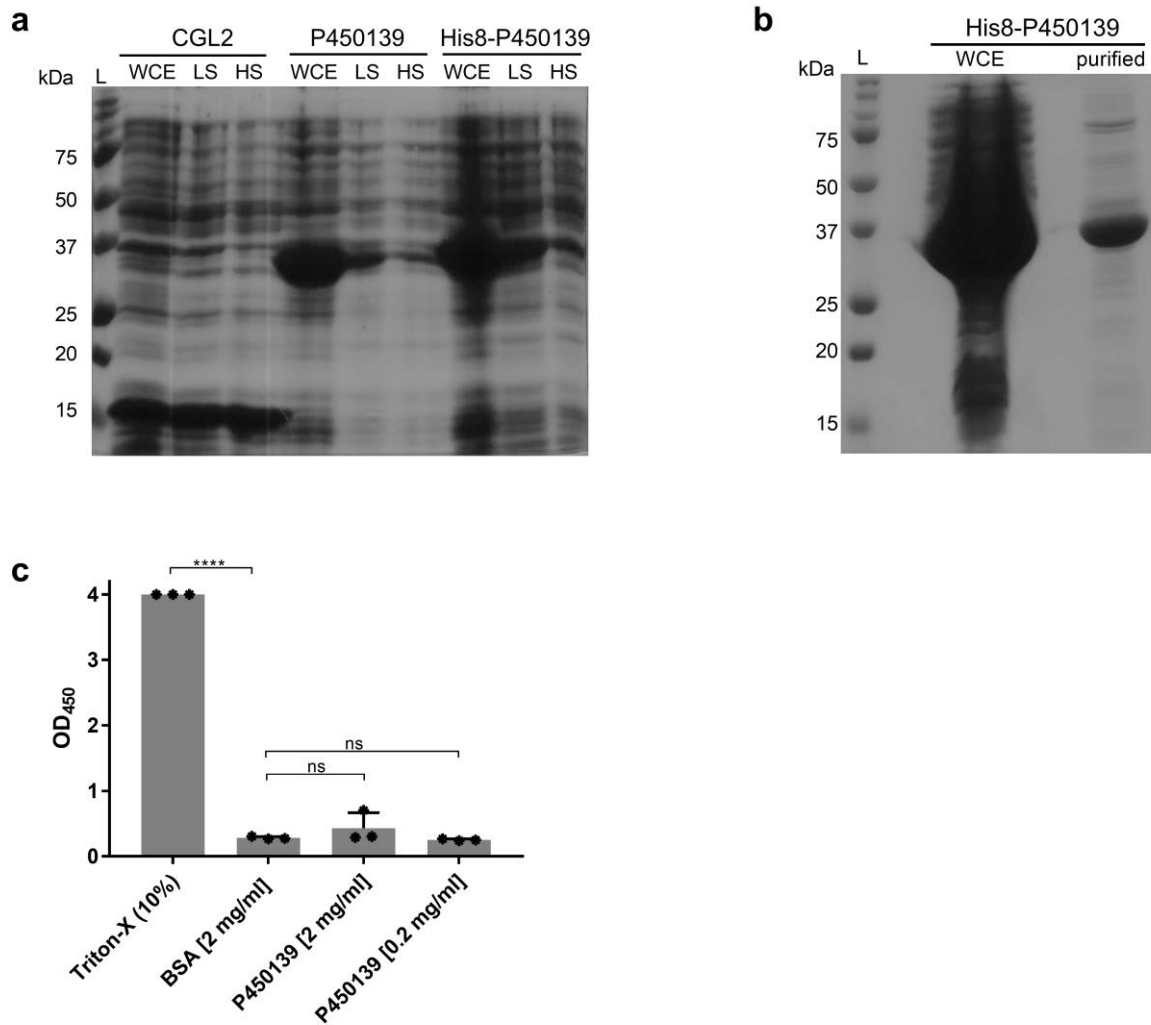 a
CGL2 P450139 His8-P450139
kDa L WCE LS HS WCE LS HS WCE LS HS
75
50
37
25
20
15
b
His8-P450139
kDa L WCE purified
75
50
37
25
20
15
c
****
ns
ns
OD450
4
3
2
1
0
Triton-X (10%)
BSA [2 mg/ml]
P450139 [2 mg/ml]
P450139 [0.2 mg/ml]